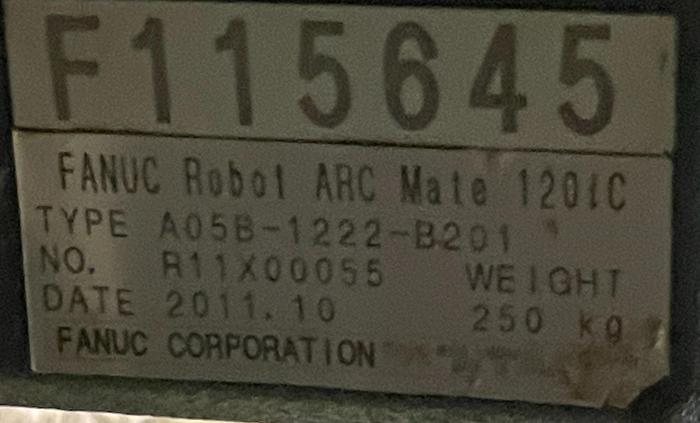 F115645
FANUC Robot ARC Mate 120iC
TYPE A05B-1222-B201
NO. R11X00055 WEIGHT
DATE 2011.10 250 kg
FANUC CORPORATION